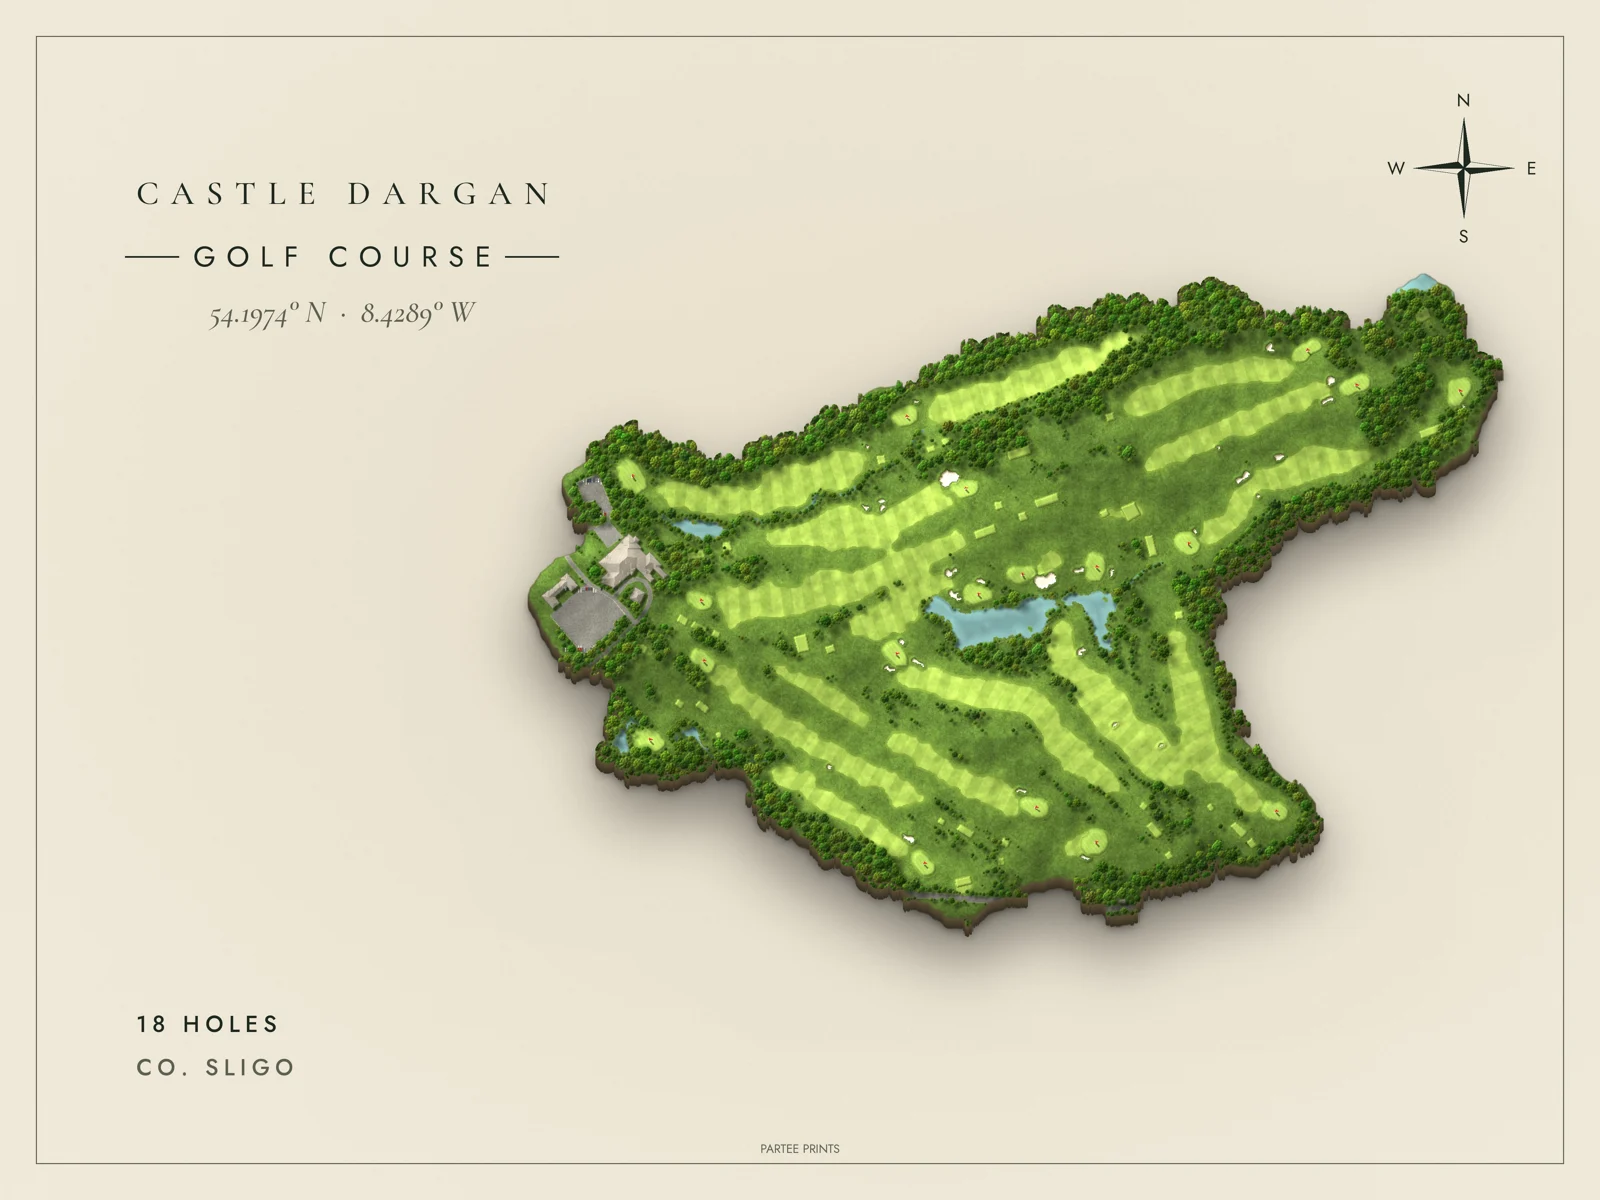 CASTLE DARGAN
GOLF COURSE
54.1974° N · 8.4289° W
N
W E
S
18 HOLES
CO. SLIGO
PARTEE PRINTS